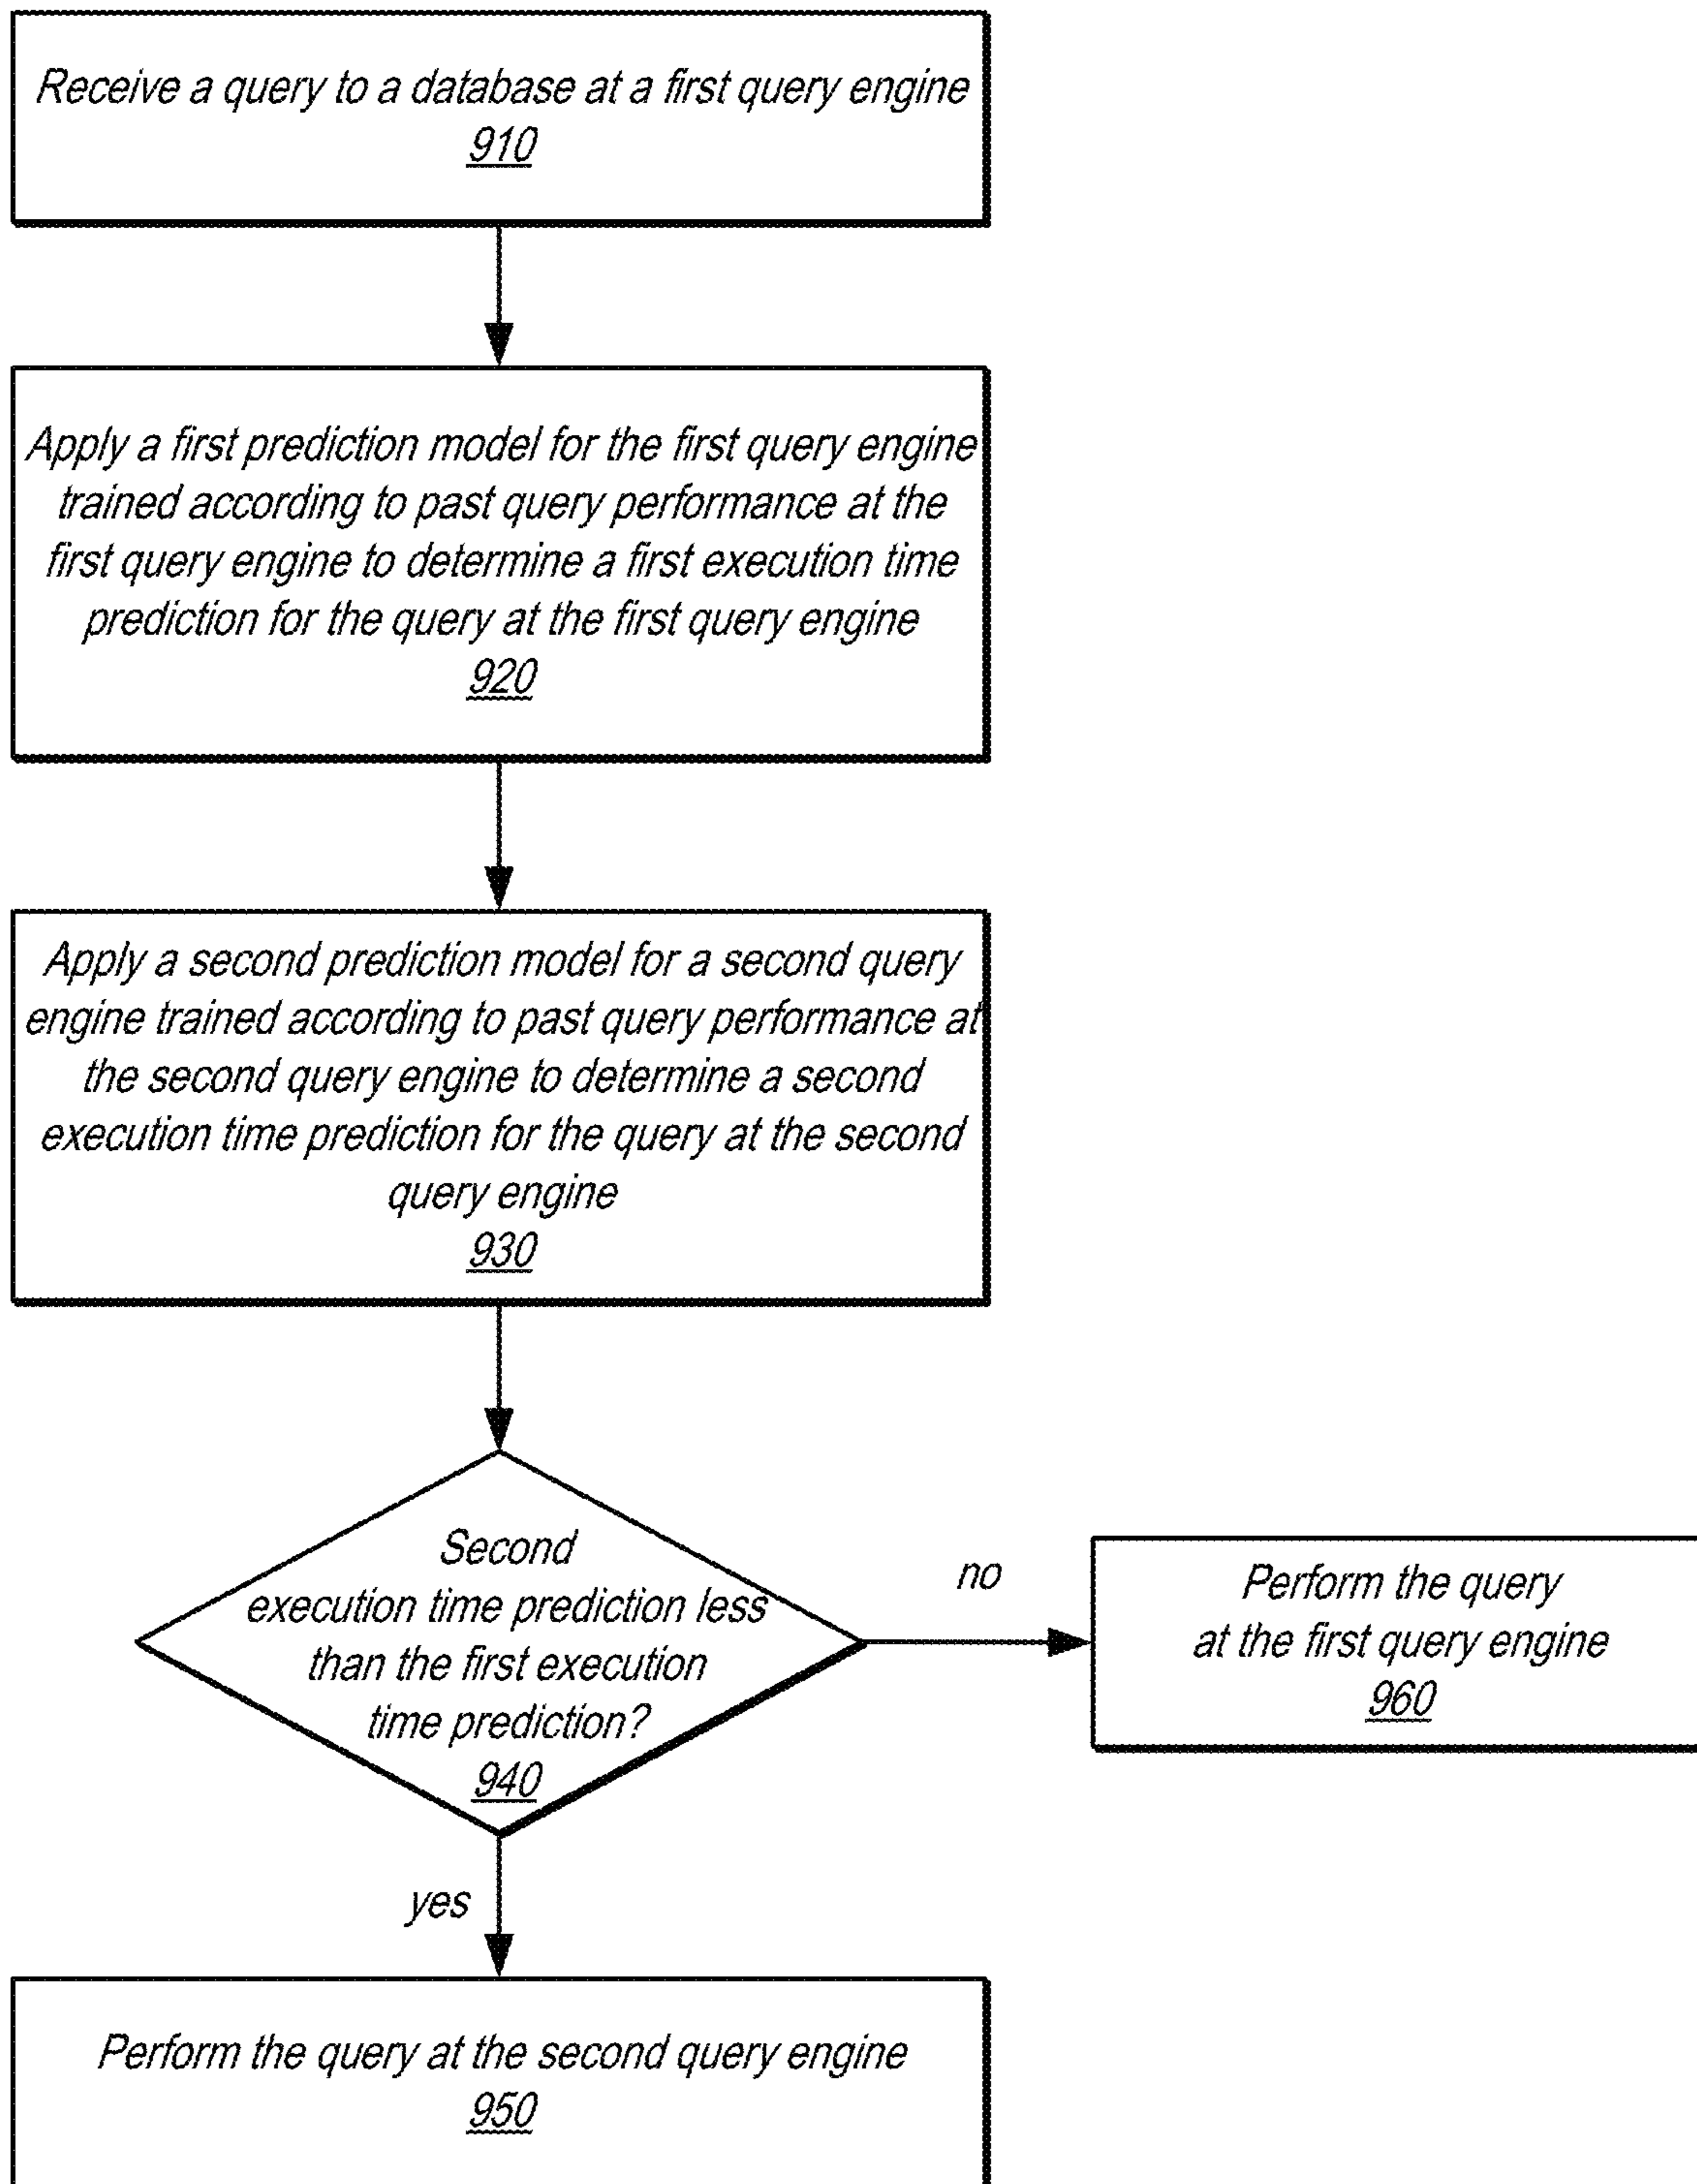 Receive a query to a database at a first query engine
910
Apply a first prediction model for the first query engine
trained according to past query performance at the
first query engine to determine a first execution time
prediction for the query at the first query engine
920
Apply a second prediction model for a second query
engine trained according to past query performance at
the second query engine to determine a second
execution time prediction for the query at the second
query engine
930
Second
execution time prediction less
than the first execution
time prediction?
940
no
Perform the query
at the first query engine
960
yes
Perform the query at the second query engine
950